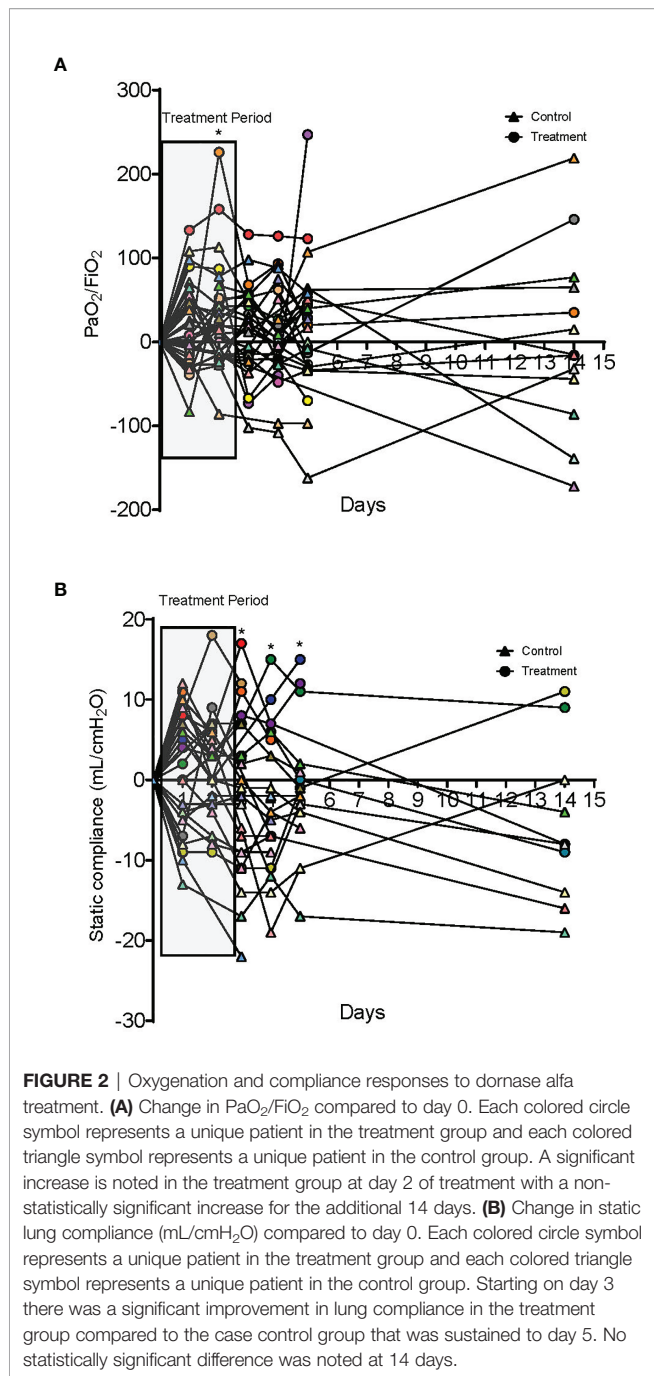 A
300
Treatment Period
*
Control
Treatment
200
100
0
-100
-200
PaO2/FiO2
6 7 8 9 10 11 12 13 14 15
Days
B
Treatment Period
20
* * *
Control
Treatment
10
0
-10
-20
-30
Static compliance (mL/cmH2O)
1 6 7 8 9 10 11 12 13 14 15
Days
FIGURE 2 | Oxygenation and compliance responses to dornase alfa
treatment. (A) Change in PaO2/FiO2 compared to day 0. Each colored circle
symbol represents a unique patient in the treatment group and each colored
triangle symbol represents a unique patient in the control group. A significant
increase is noted in the treatment group at day 2 of treatment with a non-
statistically significant increase for the additional 14 days. (B) Change in static
lung compliance (mL/cmH2O) compared to day 0. Each colored circle symbol
represents a unique patient in the treatment group and each colored triangle
symbol represents a unique patient in the control group. Starting on day 3
there was a significant improvement in lung compliance in the treatment
group compared to the case control group that was sustained to day 5. No
statistically significant difference was noted at 14 days.